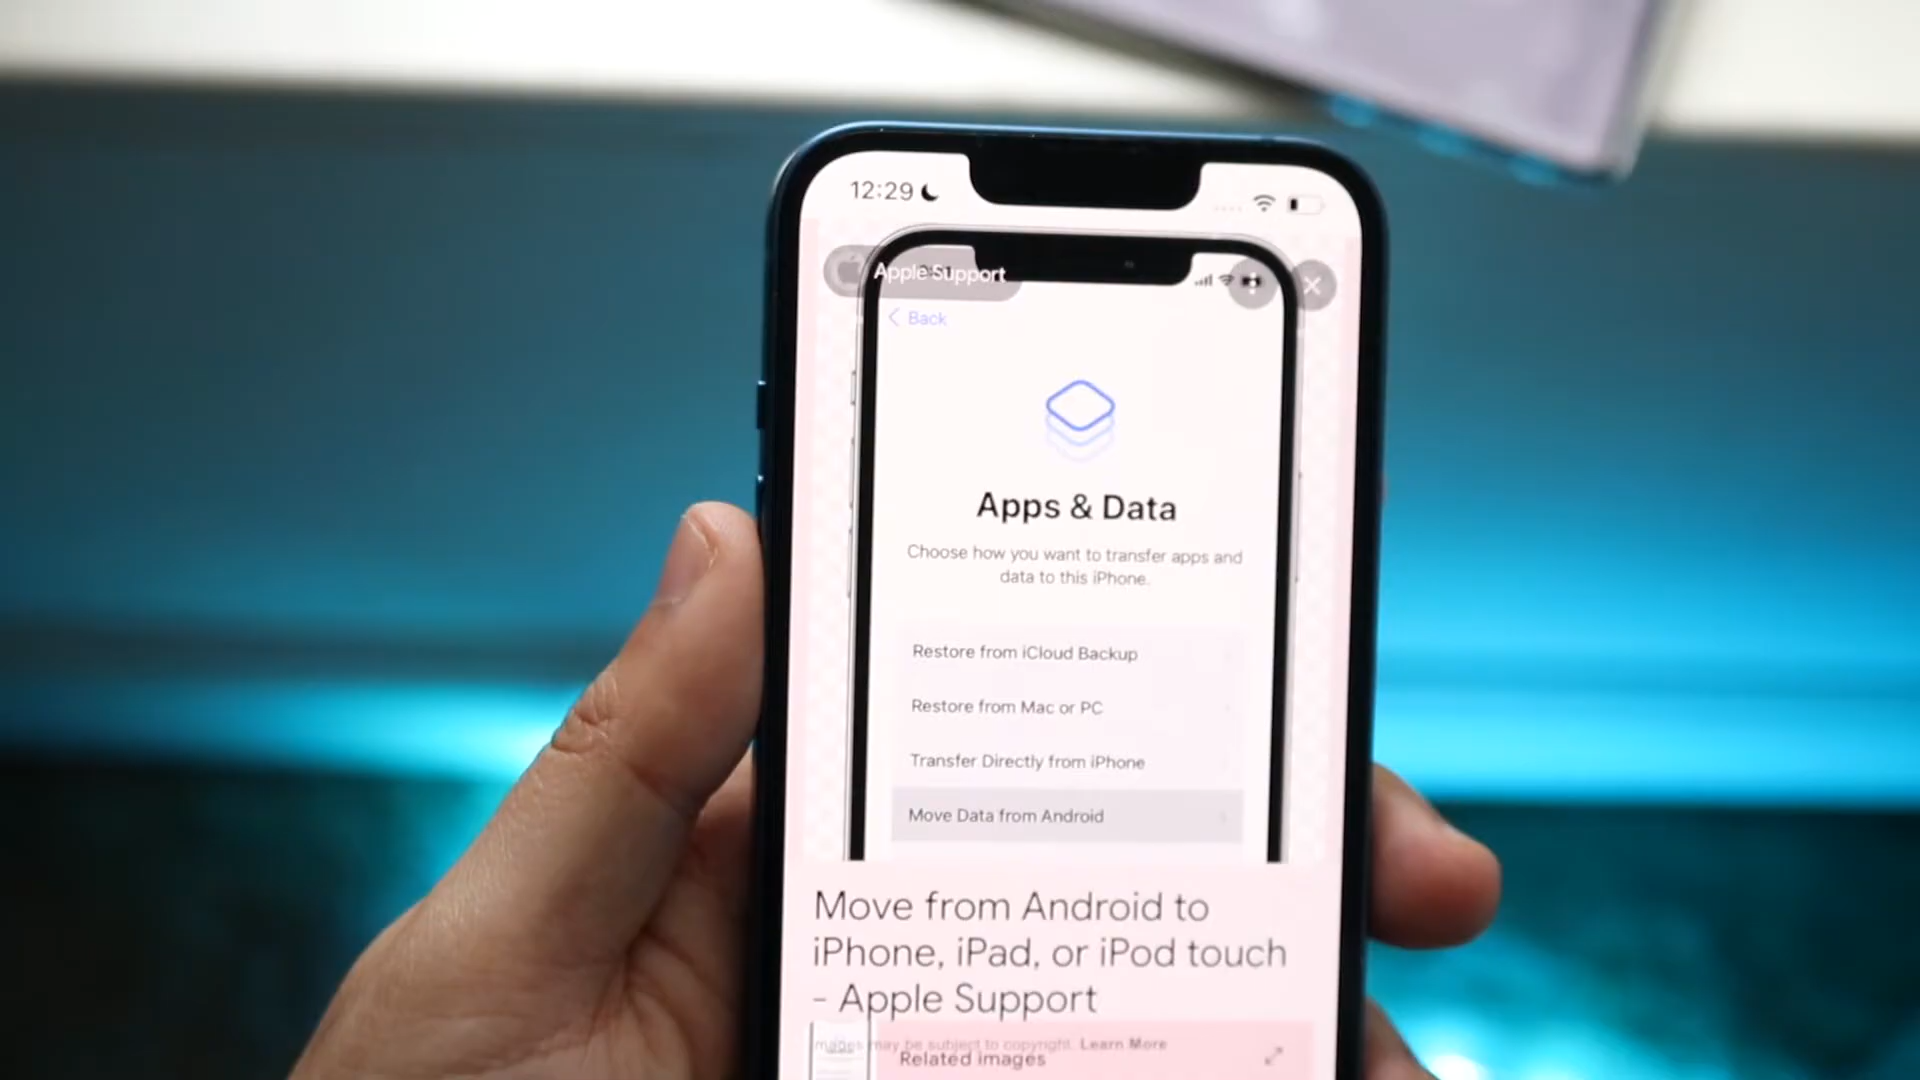 12:29
Apple Support
Back
Apps & Data
Choose how you want to transfer apps and
data to this iPhone.
Restore from iCloud Backup
Restore from Mac or PC
Transfer Directly from iPhone
Move Data from Android
Move from Android to
iPhone, iPad, or iPod touch
- Apple Support
Images may be subject to copyright. Learn More
Related images